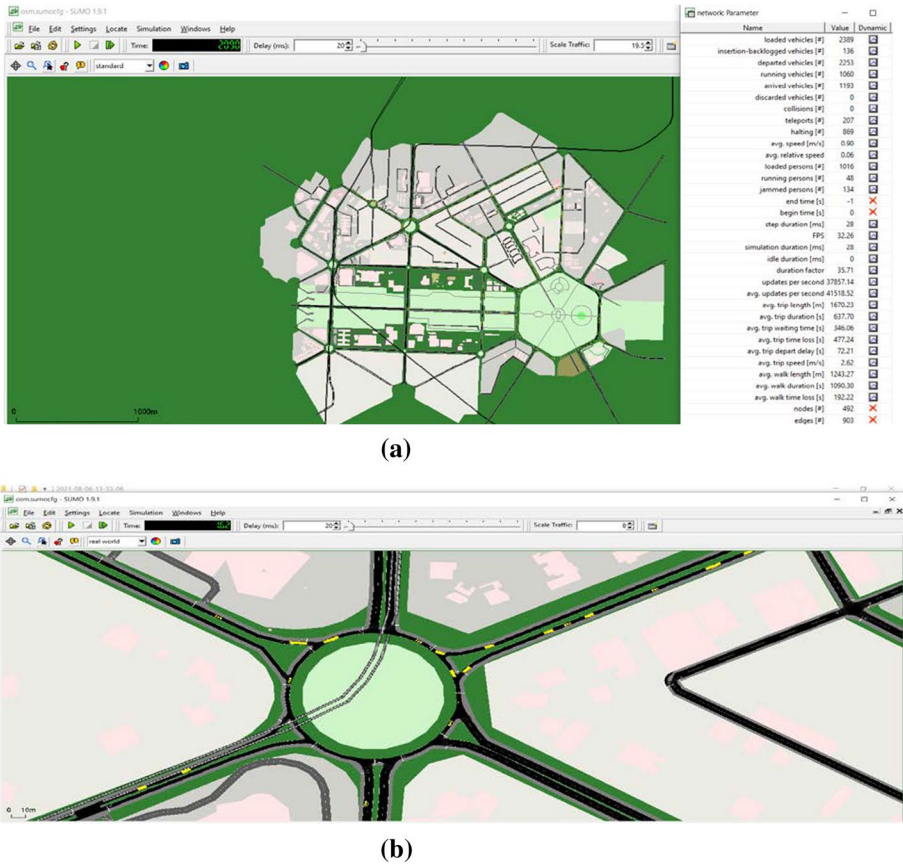 osm.sumocfg - SUMO 1.9.1
File Edit Settings Locate Simulation Windows Help
Time: 2090 Delay (ms): 20 Scale Traffic: 19.5
standard
0 1000m
network Parameter
Name Value Dynamic
loaded vehicles [#] 2389
insertion-backlogged vehicles [#] 136
departed vehicles [#] 2253
running vehicles [#] 1060
arrived vehicles [#] 1193
discarded vehicles [#] 0
collisions [#] 0
teleports [#] 207
halting [#] 869
avg. speed [m/s] 0.90
avg. relative speed 0.06
loaded persons [#] 1016
running persons [#] 48
jammed persons [#] 134
end time [s] -1
begin time [s] 0
step duration [ms] 28
FPS 32.26
simulation duration [ms] 28
idle duration [ms] 0
duration factor 35.71
updates per second 37857.14
avg. updates per second 41518.52
avg. trip length [m] 1670.23
avg. trip duration [s] 637.70
avg. trip waiting time [s] 346.06
avg. trip time loss [s] 477.24
avg. trip depart delay [s] 72.21
avg. trip speed [m/s] 2.62
avg. walk length [m] 1243.27
avg. walk duration [s] 1090.30
avg. walk time loss [s] 192.22
nodes [#] 492
edges [#] 903
(a)
2021-08-06-13-33-06
osm.sumocfg - SUMO 1.9.1
File Edit Settings Locate Simulation Windows Help
Time: Delay (ms): 20 Scale Traffic: 8
real world
0 10m
(b)